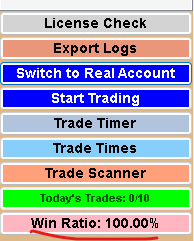 License Check
Export Logs
Switch to Real Account
Start Trading
Trade Timer
Trade Times
Trade Scanner
Today's Trades: 0/10
Win Ratio: 100.00%